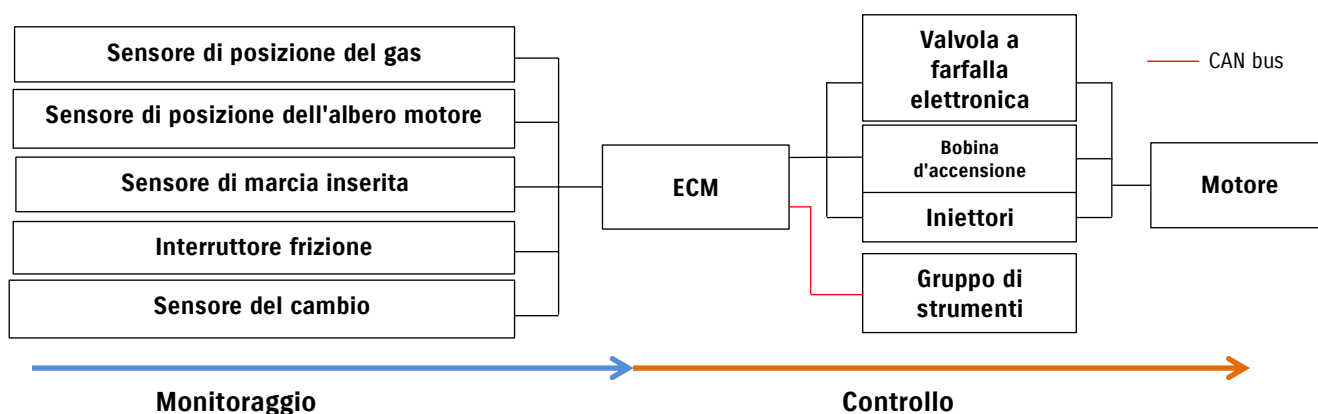 Sensore di posizione del gas
Sensore di posizione dell'albero motore
Sensore di marcia inserita
Interruttore frizione
Sensore del cambio
ECM
Valvola a
farfalla
elettronica
Bobina
d'accensione
Iniettori
Gruppo di
strumenti
Motore
CAN bus
Monitoraggio
Controllo